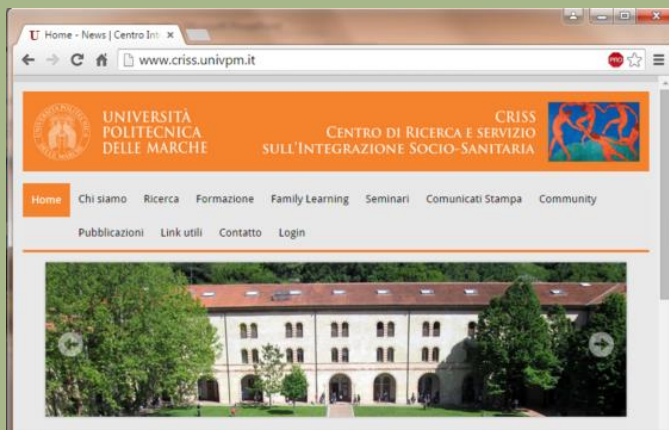 U Home - News | Centro Int
www.criss.univpm.it
PRO
UNIVERSITÀ
POLITECNICA
DELLE MARCHE
CRISS
CENTRO DI RICERCA E SERVIZIO
SULL'INTEGRAZIONE SOCIO-SANITARIA
Home Chi siamo Ricerca Formazione Family Learning Seminari Comunicati Stampa Community
Pubblicazioni Link utili Contatto Login